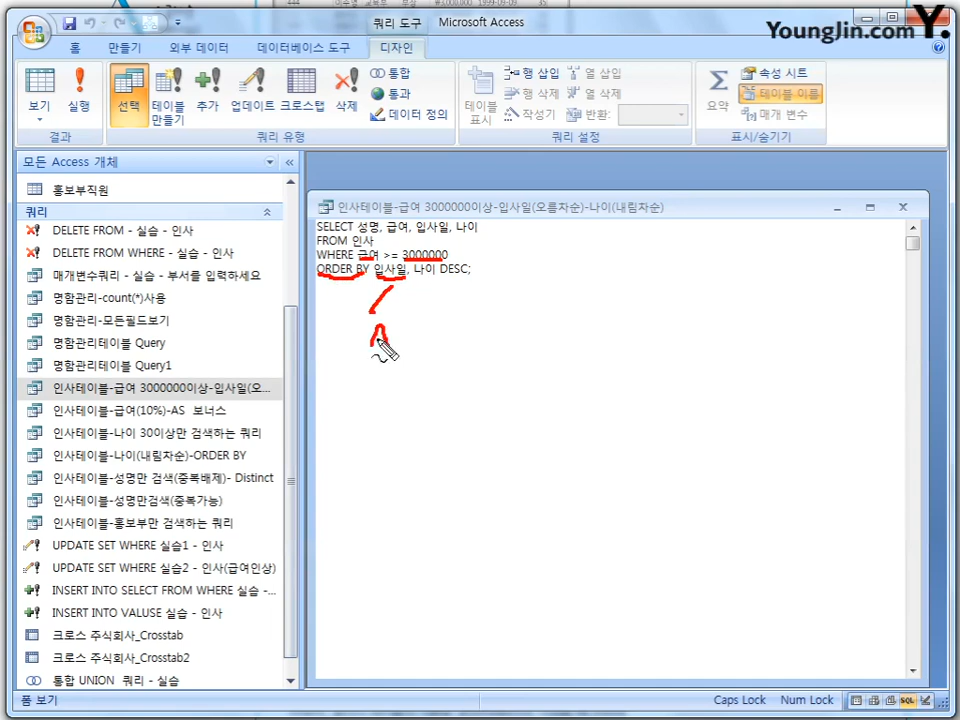 쿼리 도구
Microsoft Access
YoungJin.com Y.
홈
만들기
외부 데이터
데이터베이스 도구
디자인
보기
실행
결과
선택
테이블 만들기
추가
업데이트
크로스탭
삭제
통합
통과
데이터 정의
쿼리 유형
테이블 표시
행 삽입
행 삭제
작성기
열 삽입
열 삭제
반환:
쿼리 설정
요약
속성 시트
테이블 이름
매개 변수
표시/숨기기
모든 Access 개체
홍보부직원
쿼리
DELETE FROM - 실습 - 인사
DELETE FROM WHERE - 실습 - 인사
매개변수쿼리 - 실습 - 부서를 입력하세요
명함관리-count(*)사용
명함관리-모든필드보기
명함관리테이블 Query
명함관리테이블 Query1
인사테이블-급여 3000000이상-입사일(오...
인사테이블-급여(10%)-AS 보너스
인사테이블-나이 30이상만 검색하는 쿼리
인사테이블-나이(내림차순)-ORDER BY
인사테이블-성명만 검색(중복배제)- Distinct
인사테이블-성명만검색(중복가능)
인사테이블-홍보부만 검색하는 쿼리
UPDATE SET WHERE 실습1 - 인사
UPDATE SET WHERE 실습2 - 인사(급여인상)
INSERT INTO SELECT FROM WHERE 실습 -...
INSERT INTO VALUSE 실습 - 인사
크로스 주식회사_Crosstab
크로스 주식회사_Crosstab2
통합 UNION 쿼리 - 실습
인사테이블-급여 3000000이상-입사일(오름차순)-나이(내림차순)
SELECT 성명, 급여, 입사일, 나이
FROM 인사
WHERE 급여 >= 3000000
ORDER BY 입사일, 나이 DESC;
폼 보기
Caps Lock
Num Lock
SQL